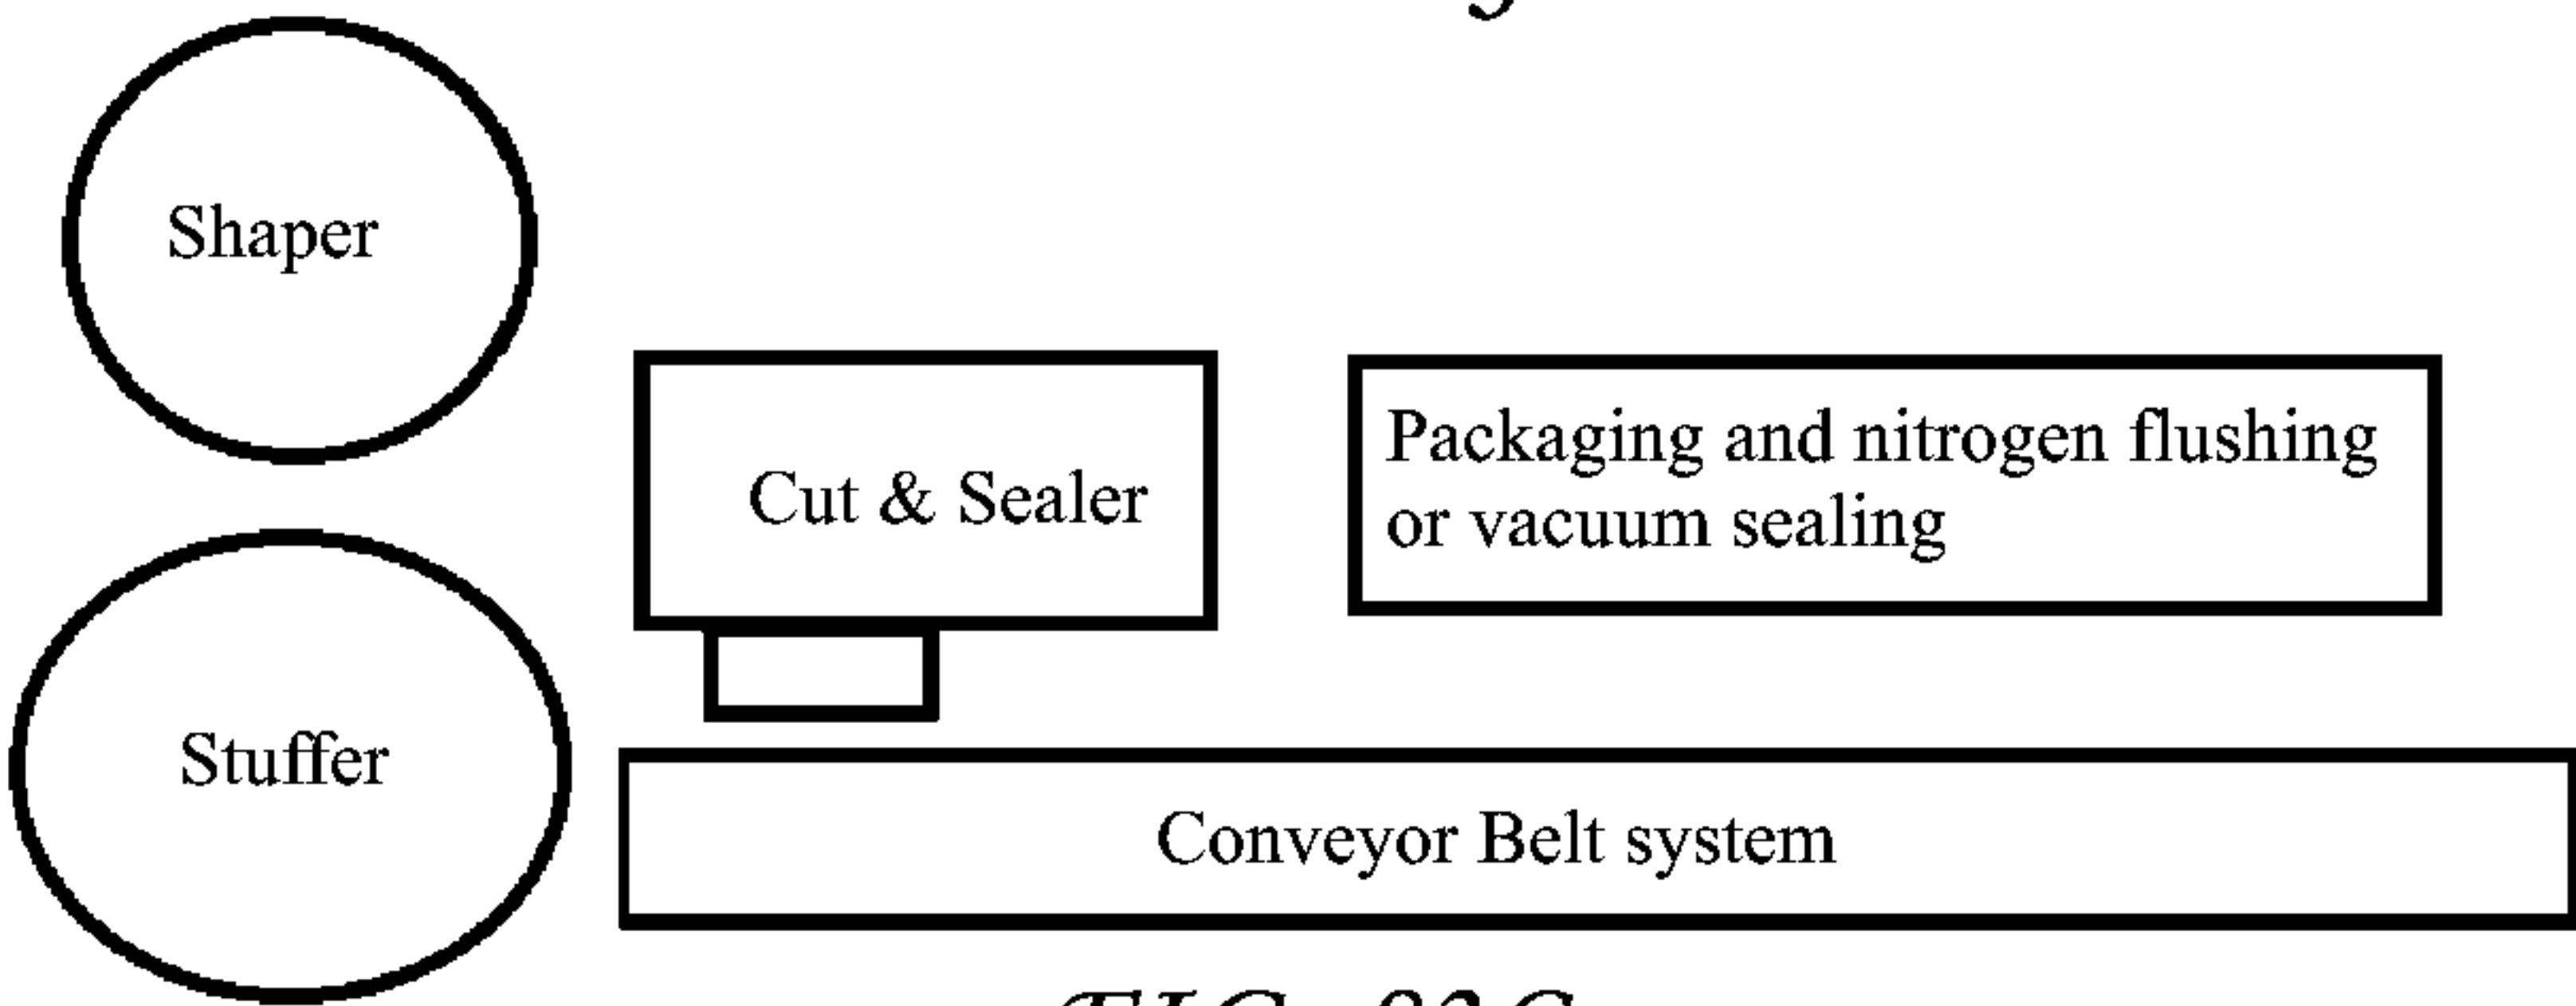 Shaper
Cut & Sealer
Packaging and nitrogen flushing
or vacuum sealing
Stuffer
Conveyor Belt system